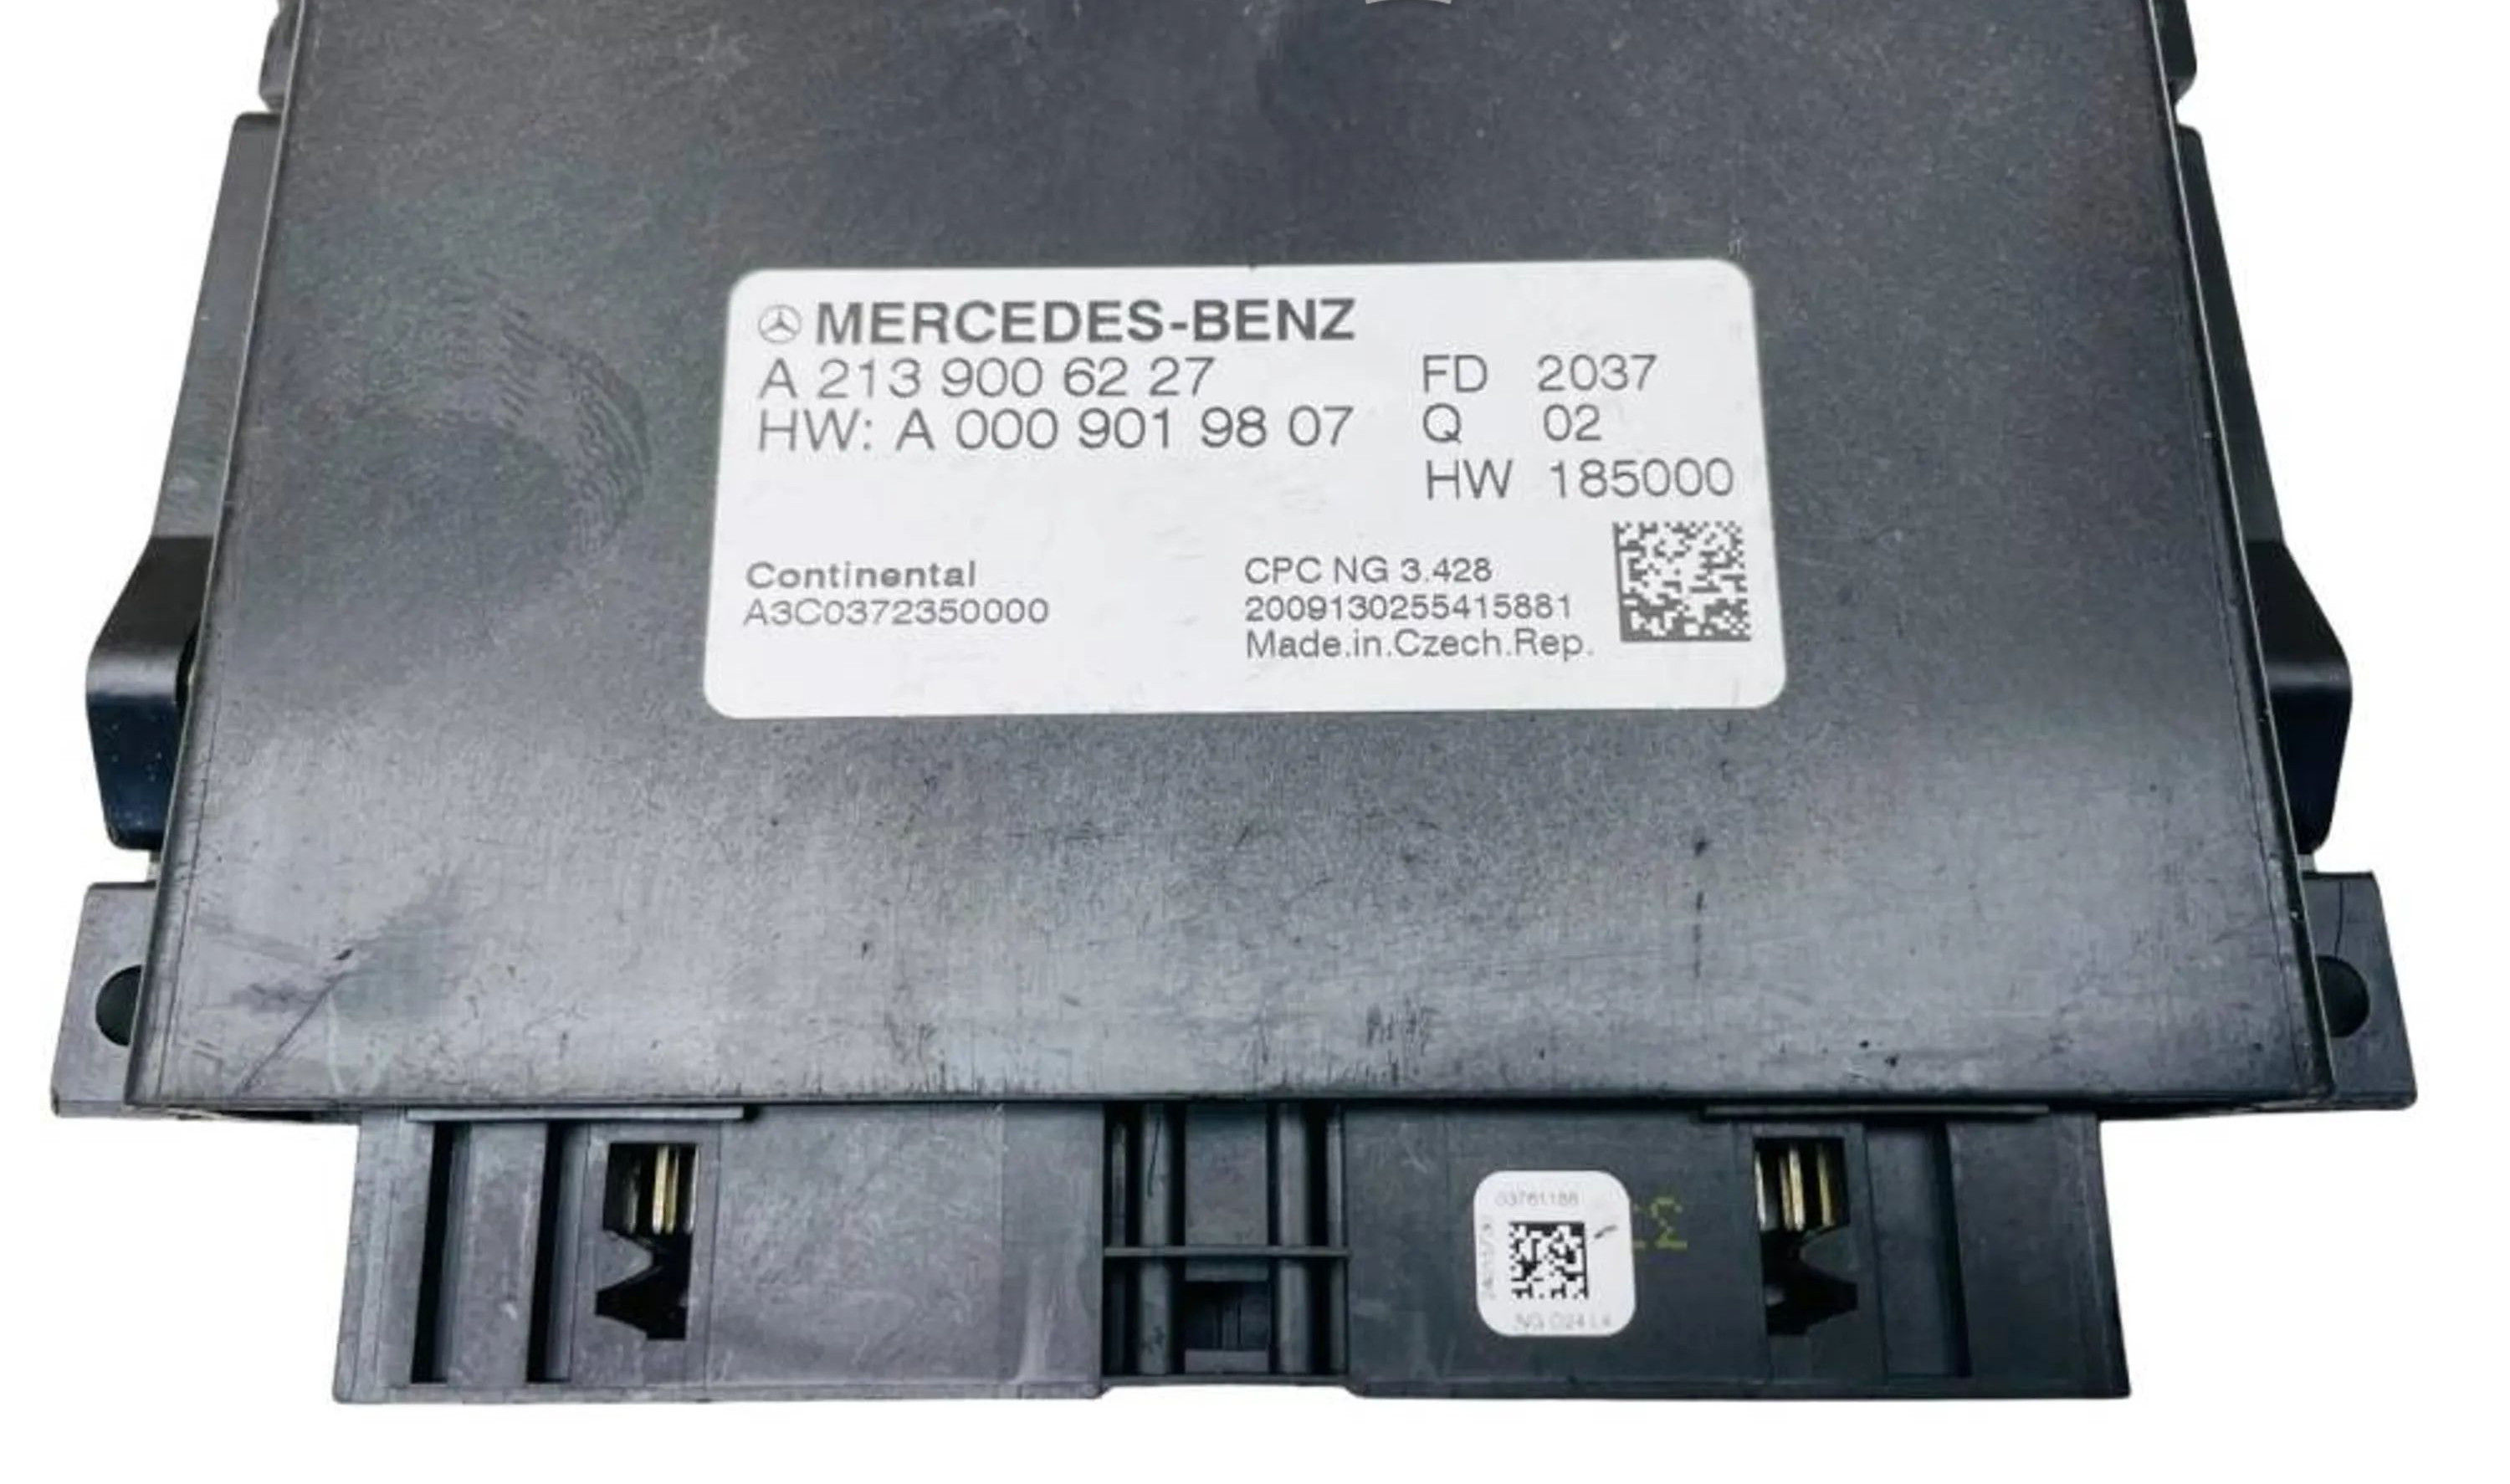 MERCEDES-BENZ
A 213 900 62 27
HW: A 000 901 98 07
FD 2037
Q 02
HW 185000
Continental
A3C0372350000
CPC NG 3.428
2009130255415881
Made.in.Czech.Rep.
03761188